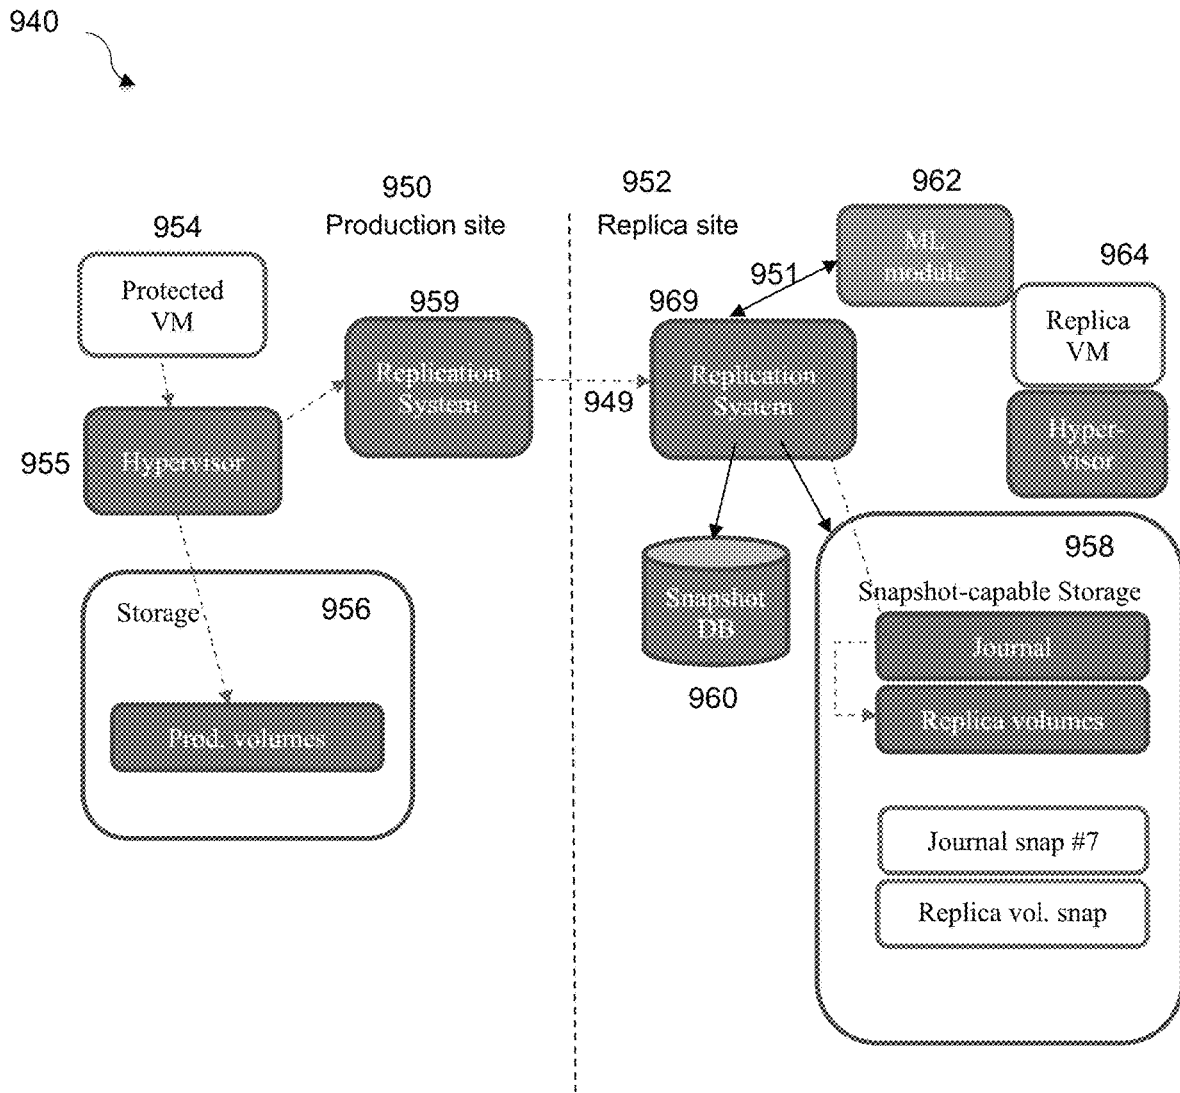 940
950
Production site
952
Replica site
962
ML
module
954
Protected
VM
959
Replication
System
951
969
Replication
System
964
Replica
VM
949
955
Hypervisor
Hyper-
visor
956
Storage
Prod. volumes
Snapshot
DB
960
958
Snapshot-capable Storage
Journal
Replica volumes
Journal snap #7
Replica vol. snap